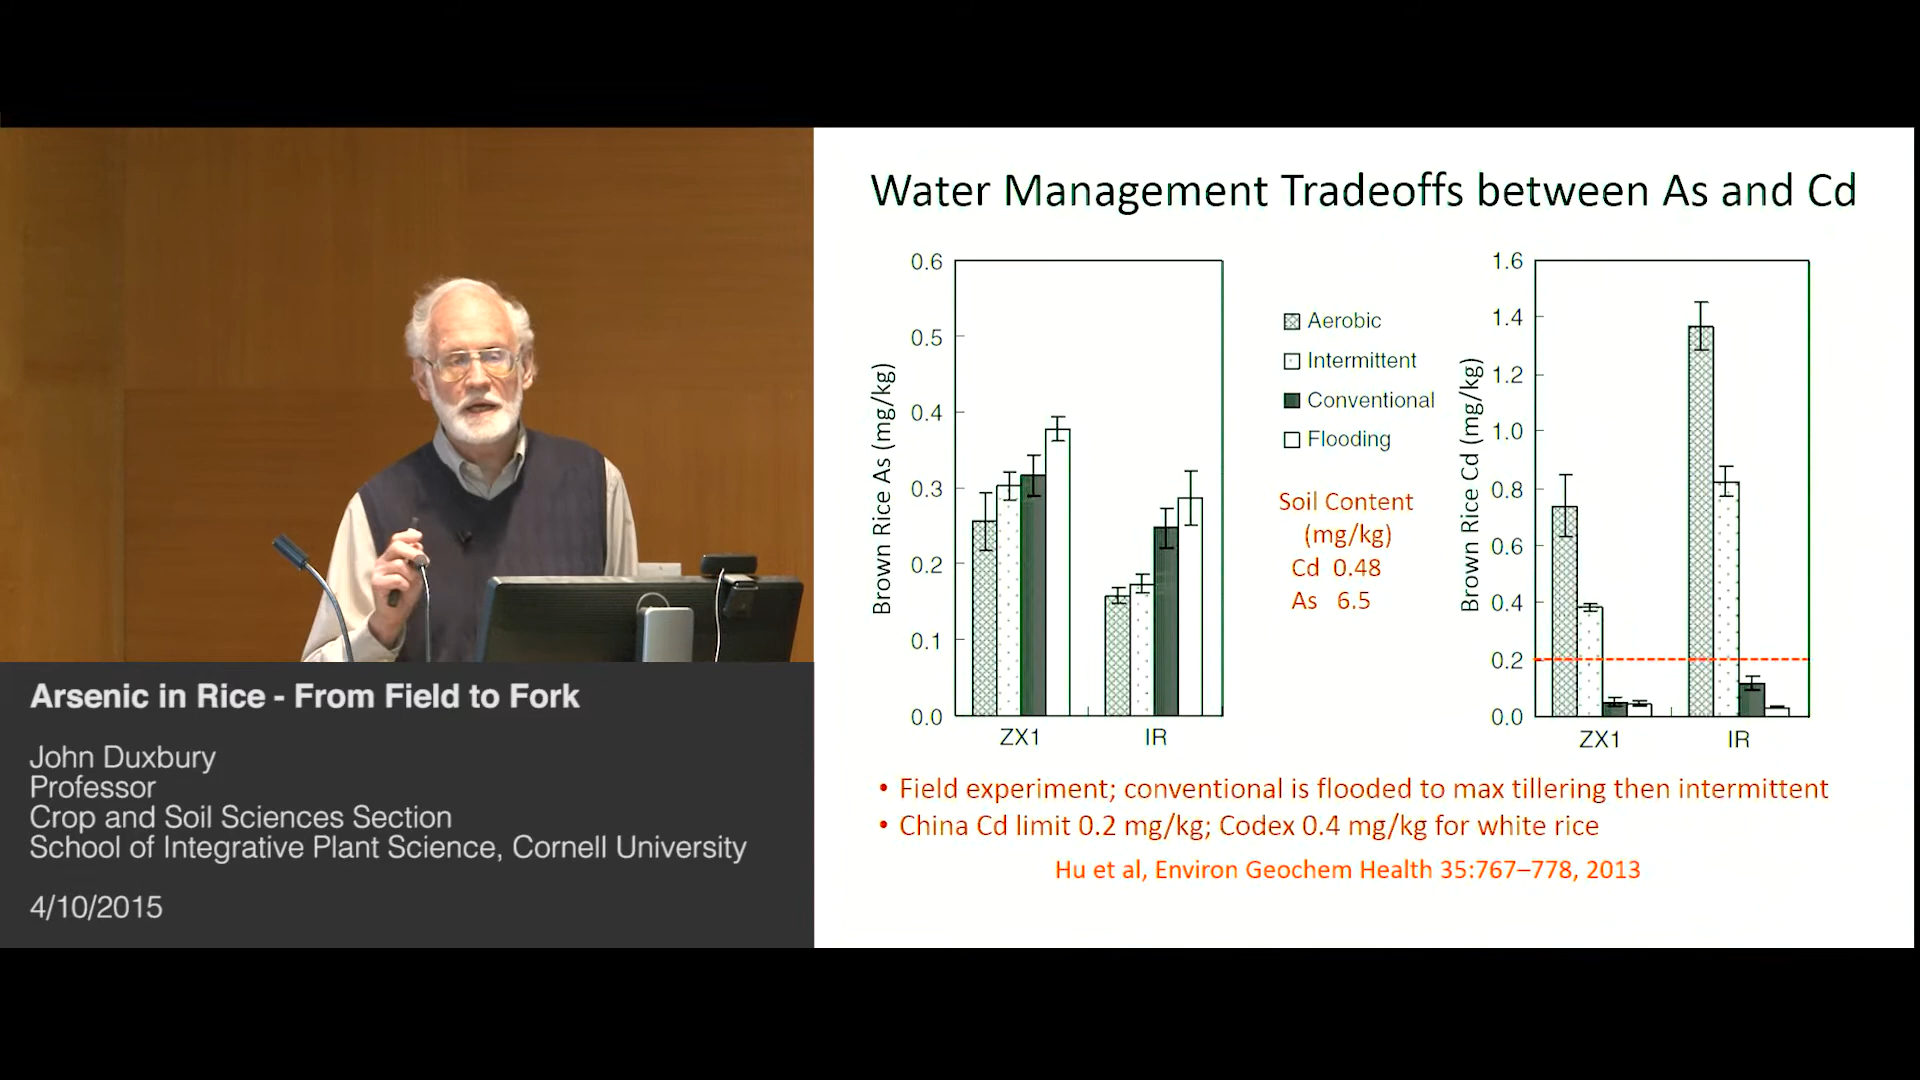 Water Management Tradeoffs between As and Cd
Brown Rice As (mg/kg)
0.6
0.5
0.4
0.3
0.2
0.1
0.0
ZX1 IR
Aerobic
Intermittent
Conventional
Flooding
Soil Content
(mg/kg)
Cd 0.48
As 6.5
Brown Rice Cd (mg/kg)
1.6
1.4
1.2
1.0
0.8
0.6
0.4
0.2
0.0
ZX1 IR
• Field experiment; conventional is flooded to max tillering then intermittent
• China Cd limit 0.2 mg/kg; Codex 0.4 mg/kg for white rice
Hu et al, Environ Geochem Health 35:767–778, 2013
Arsenic in Rice - From Field to Fork
John Duxbury
Professor
Crop and Soil Sciences Section
School of Integrative Plant Science, Cornell University
4/10/2015